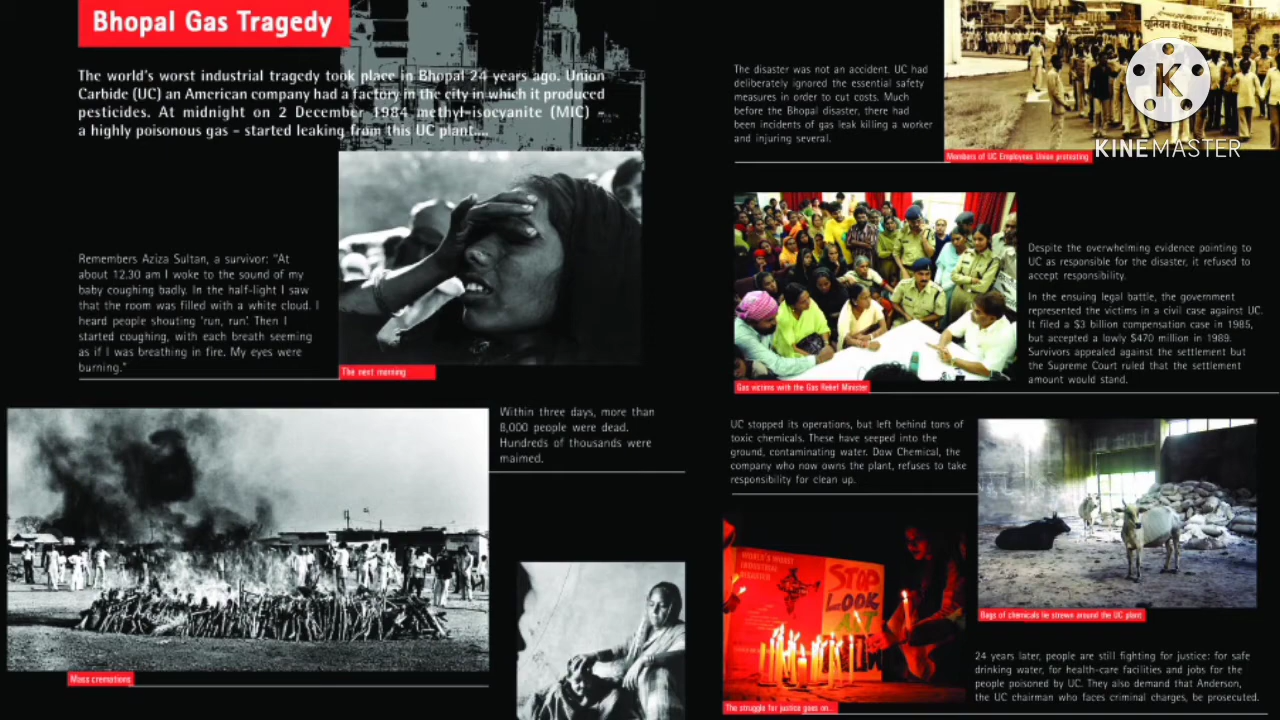 Bhopal Gas Tragedy
The world's worst industrial tragedy took place in Bhopal 24 years ago. Union
Carbide (UC) an American company had a factory in the city in which it produced
pesticides. At midnight on 2 December 1984 methyl-isocyanite (MIC) -
a highly poisonous gas - started leaking from this UC plant....
Remembers Aziza Sultan, a survivor: "At
about 12.30 am I woke to the sound of my
baby coughing badly. In the half-light I saw
that the room was filled with a white cloud. I
heard people shouting 'run, run'. Then I
started coughing, with each breath seeming
as if I was breathing in fire. My eyes were
burning."
The next morning
Within three days, more than
8,000 people were dead.
Hundreds of thousands were
maimed.
Mass cremations
The disaster was not an accident. UC had
deliberately ignored the essential safety
measures in order to cut costs. Much
before the Bhopal disaster, there had
been incidents of gas leak killing a worker
and injuring several.
Members of UC Employees Union protesting
KINEMASTER
K
Despite the overwhelming evidence pointing to
UC as responsible for the disaster, it refused to
accept responsibility.
In the ensuing legal battle, the government
represented the victims in a civil case against UC.
It filed a $3 billion compensation case in 1985,
but accepted a lowly $470 million in 1989.
Survivors appealed against the settlement but
the Supreme Court ruled that the settlement
amount would stand.
Gas victims with the Gas Relief Minister
UC stopped its operations, but left behind tons of
toxic chemicals. These have seeped into the
ground, contaminating water. Dow Chemical, the
company who now owns the plant, refuses to take
responsibility for clean up.
Bags of chemicals lie strewn around the UC plant
WORLD'S WORST
INDUSTRIAL
DISASTER
STOP
LOOK
ACT
NOW
The struggle for justice goes on...
24 years later, people are still fighting for justice: for safe
drinking water, for health-care facilities and jobs for the
people poisoned by UC. They also demand that Anderson,
the UC chairman who faces criminal charges, be prosecuted.